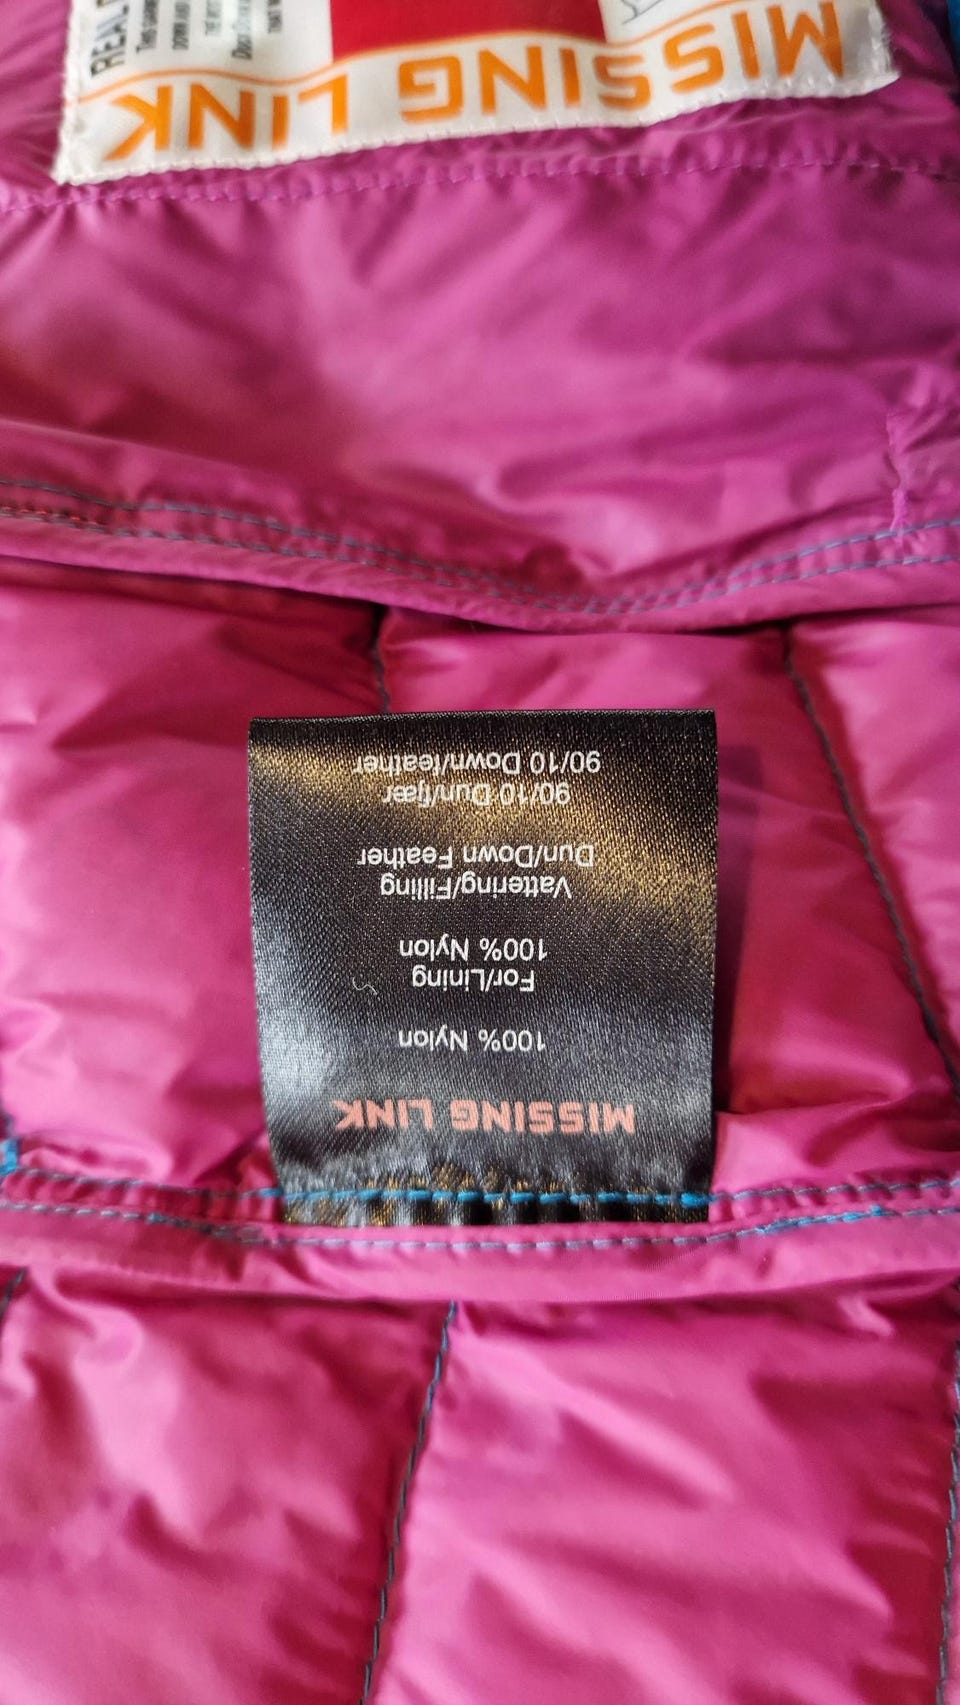 MISSING LINK
100% Nylon
For/Lining
100% Nylon
Vattering/Filling
Dun/Down Feather
90/10 Dun/fjær
90/10 Down/feather
MISSING LINK